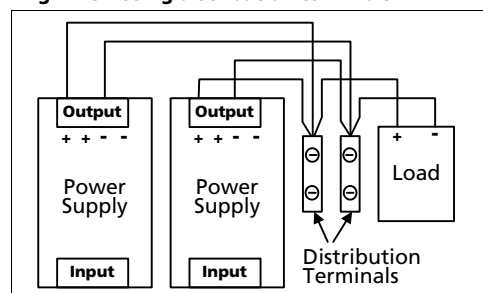 Output
+ + - -
Power
Supply
Input
Output
+ + - -
Power
Supply
Input
+ -
Load
Distribution
Terminals